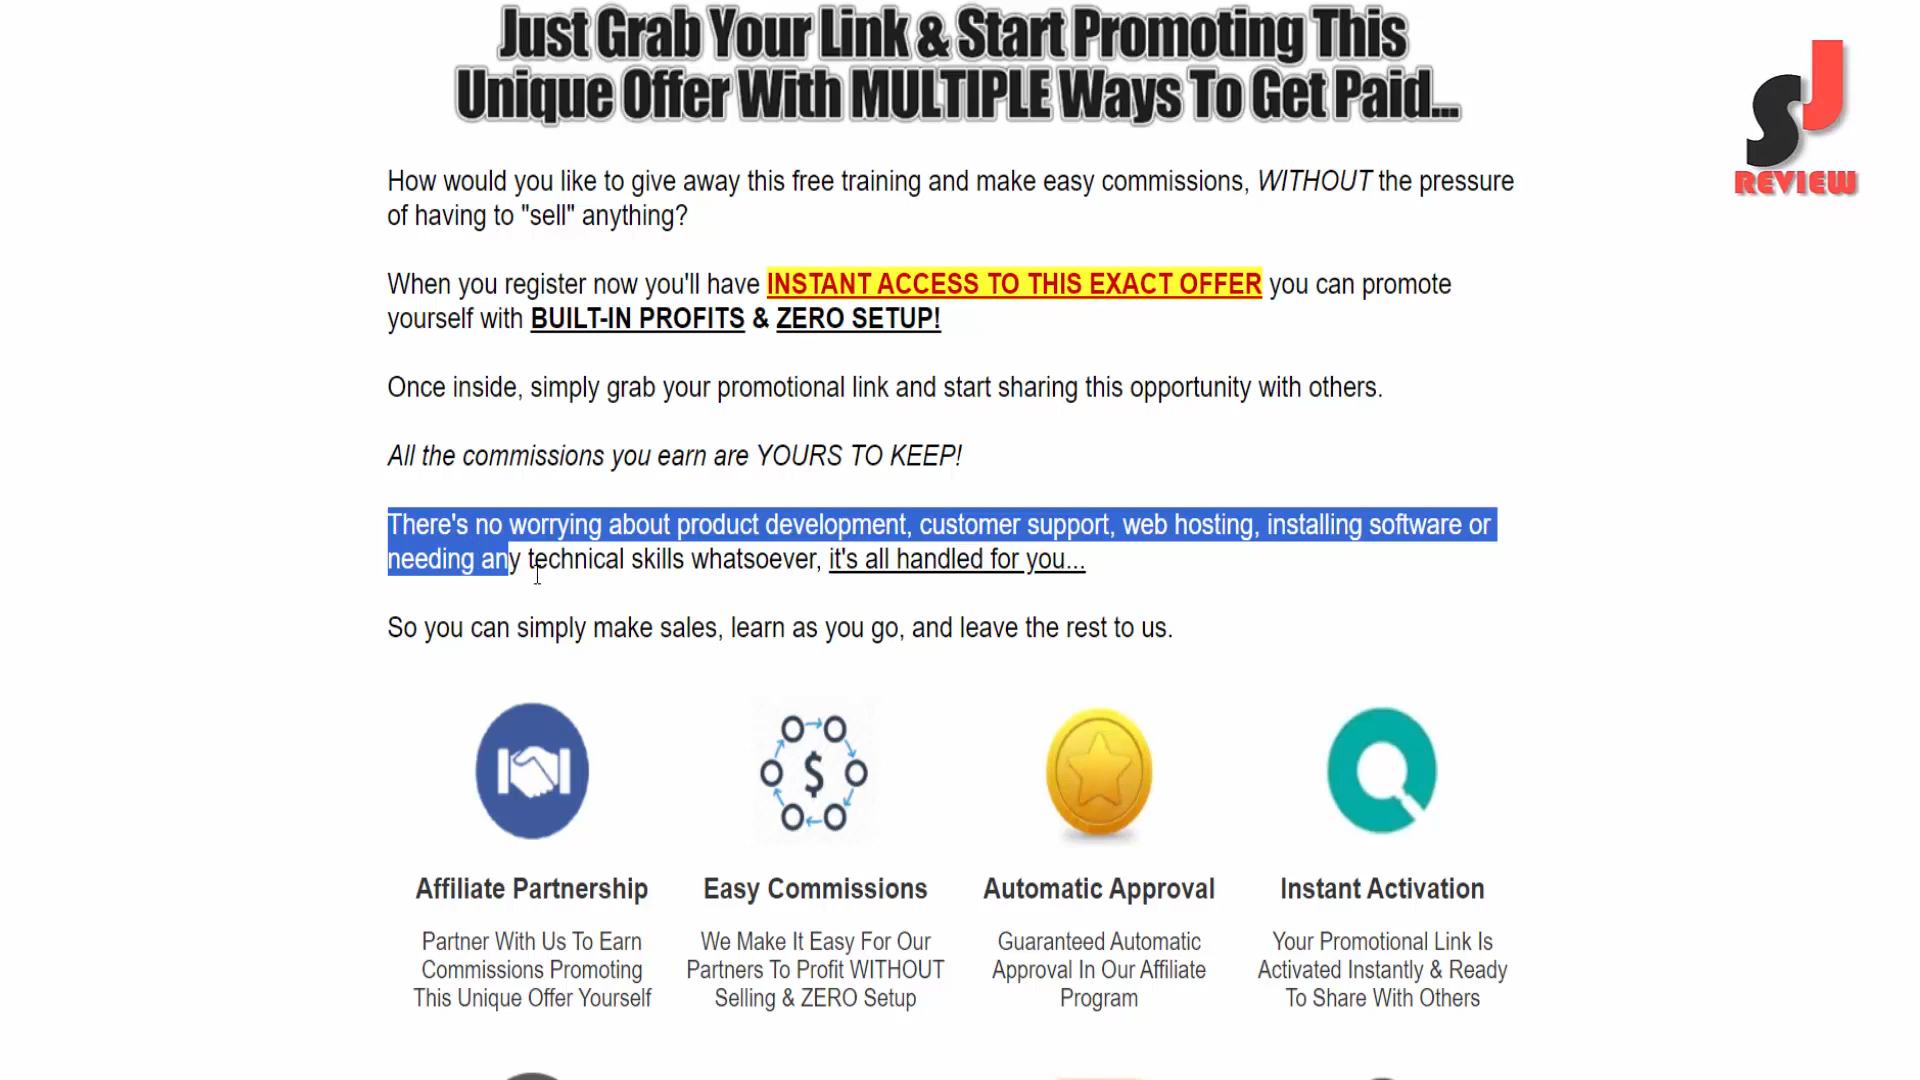 Just Grab Your Link & Start Promoting This
Unique Offer With MULTIPLE Ways To Get Paid...
SJ
REVIEW
How would you like to give away this free training and make easy commissions, WITHOUT the pressure
of having to "sell" anything?
When you register now you'll have INSTANT ACCESS TO THIS EXACT OFFER you can promote
yourself with BUILT-IN PROFITS & ZERO SETUP!
Once inside, simply grab your promotional link and start sharing this opportunity with others.
All the commissions you earn are YOURS TO KEEP!
There's no worrying about product development, customer support, web hosting, installing software or
needing any technical skills whatsoever, it's all handled for you...
So you can simply make sales, learn as you go, and leave the rest to us.
$
Affiliate Partnership
Partner With Us To Earn
Commissions Promoting
This Unique Offer Yourself
Easy Commissions
We Make It Easy For Our
Partners To Profit WITHOUT
Selling & ZERO Setup
Automatic Approval
Guaranteed Automatic
Approval In Our Affiliate
Program
Instant Activation
Your Promotional Link Is
Activated Instantly & Ready
To Share With Others